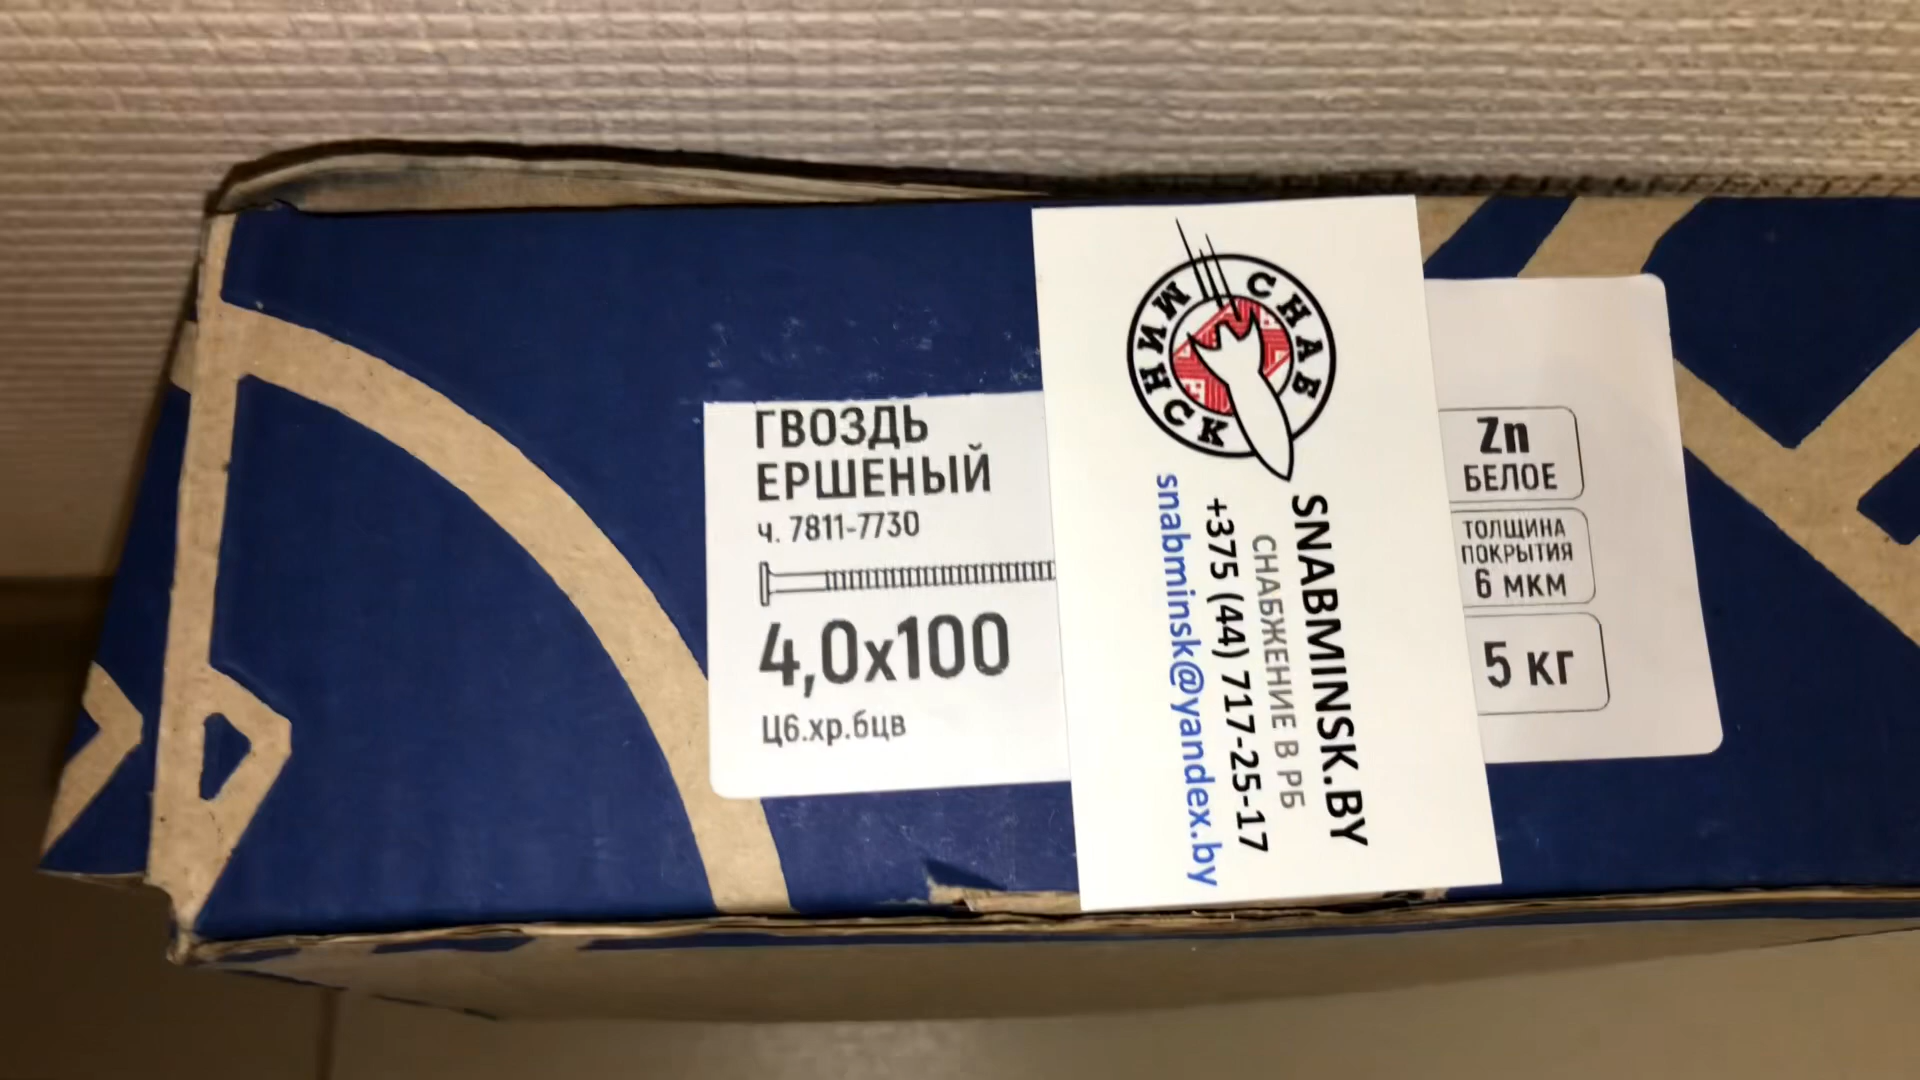 ГВОЗДЬ
ЕРШЕНЫЙ
ч. 7811-7730
4,0х100
Ц6.хр.бцв
СНАБ МИНСК
SNABMINSK.BY
СНАБЖЕНИЕ В РБ
+375 (44) 717-25-17
snabminsk@yandex.by
Zn
БЕЛОЕ
ТОЛЩИНА
ПОКРЫТИЯ
6 мкм
5 кг